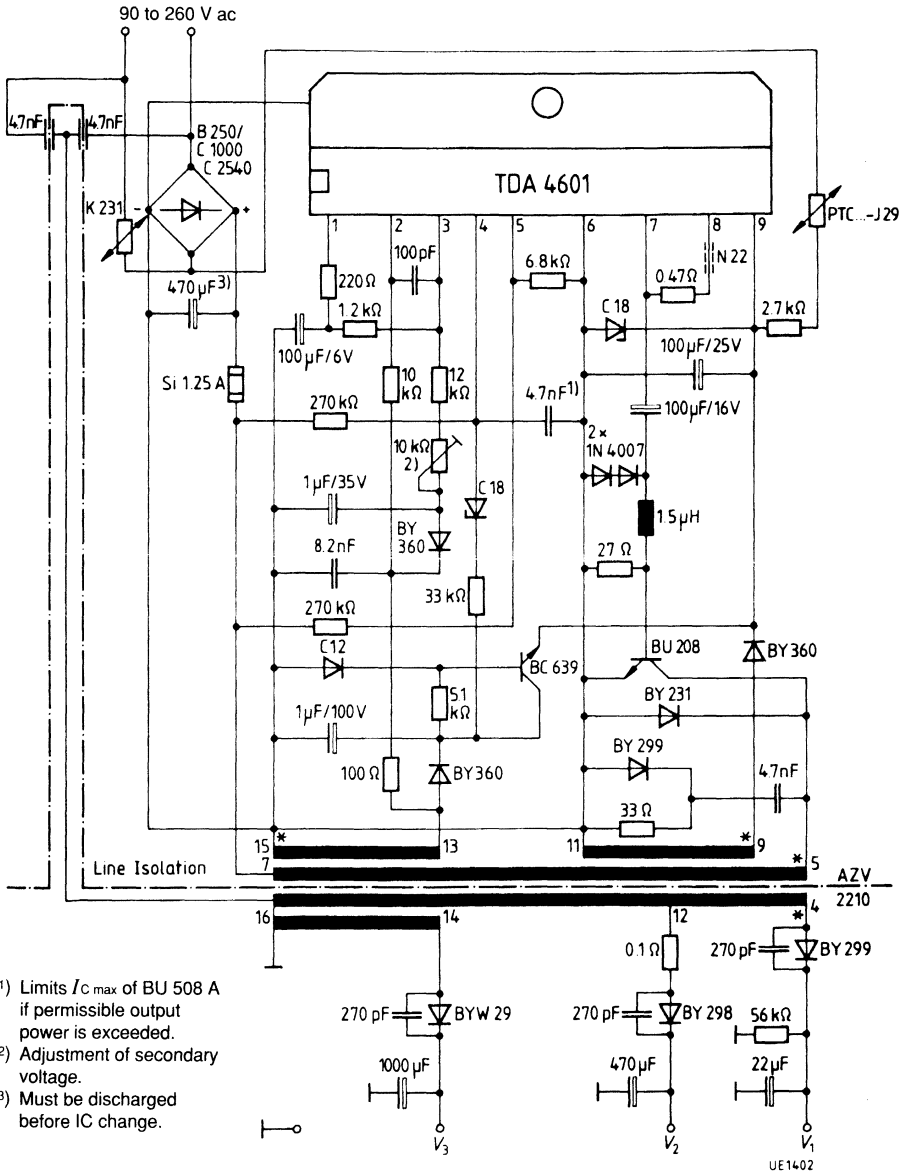 90 to 260 V ac
4.7nF
4.7nF
B 250/
C 1000
C 2540
TDA 4601
K 231
-
+
PTC...-J29
1
2
3
4
5
6
7
8
9
100pF
6.8 kΩ
N 22
220 Ω
0.47Ω
470 µF3)
1.2 kΩ
C 18
2.7 kΩ
100 µF/6V
100 µF/25V
Si 1.25 A
10
kΩ
12
kΩ
4.7nF1)
100 µF/16V
270 kΩ
2 ×
1N 4007
10 kΩ
2)
C 18
1 µF/35V
1.5 µH
BY
360
8.2 nF
27 Ω
33 kΩ
270 kΩ
C 12
BC 639
BU 208
BY 360
5.1
kΩ
BY 231
1 µF/100V
BY 299
100 Ω
BY 360
4.7nF
33 Ω
15
*
13
11
*
9
Line Isolation
7
*
5
AZV
2210
16
14
12
*
4
0.1 Ω
270 pF
BY 299
1) Limits IC max of BU 508 A
if permissible output
power is exceeded.
2) Adjustment of secondary
voltage.
3) Must be discharged
before IC change.
270 pF
BYW 29
270 pF
BY 298
56 kΩ
1000 µF
470 µF
22 µF
V3
V2
V1
UE1402